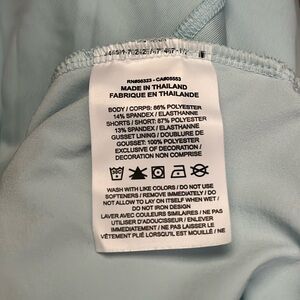 RN#56323 - CA#05553
MADE IN THAILAND
FABRIQUE EN THAILANDE
BODY / CORPS: 86% POLYESTER
14% SPANDEX / ELASTHANNE
SHORTS / SHORT: 87% POLYESTER
13% SPANDEX / ELASTHANNE
GUSSET LINING / DOUBLURE DE
GOUSSET: 100% POLYESTER
EXCLUSIVE OF DECORATION /
DECORATION NON COMPRISE
WASH WITH LIKE COLORS / DO NOT USE
SOFTENERS / REMOVE IMMEDIATELY / DO
NOT ALLOW TO LAY ON ITSELF WHEN WET /
DO NOT IRON DESIGN
LAVER AVEC COULEURS SIMILAIRES / NE PAS
UTILISER D'ADOUCISSEUR / ENLEVER
IMMEDIATEMENT / NE PAS LAISSER LE
VÊTEMENT PLIÉ LORSQU'IL EST MOUILLÉ / NE PAS